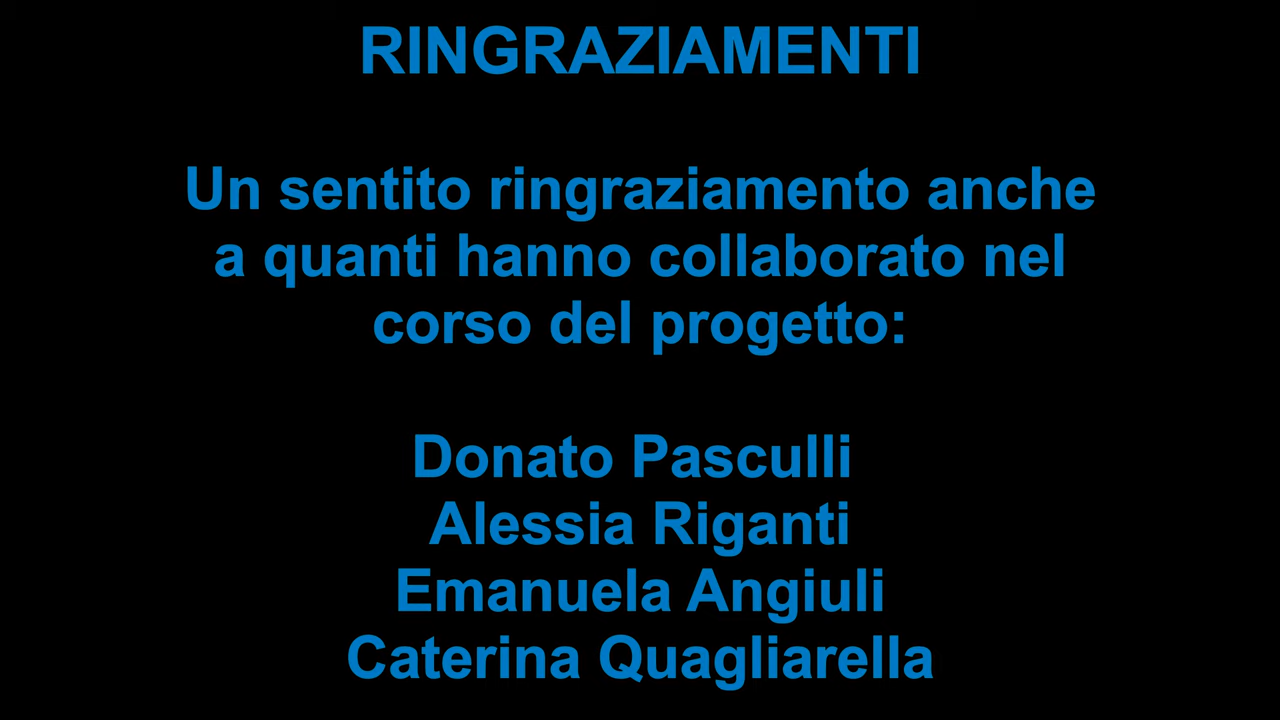 RINGRAZIAMENTI
Un sentito ringraziamento anche
a quanti hanno collaborato nel
corso del progetto:
Donato Pasculli
Alessia Riganti
Emanuela Angiuli
Caterina Quagliarella